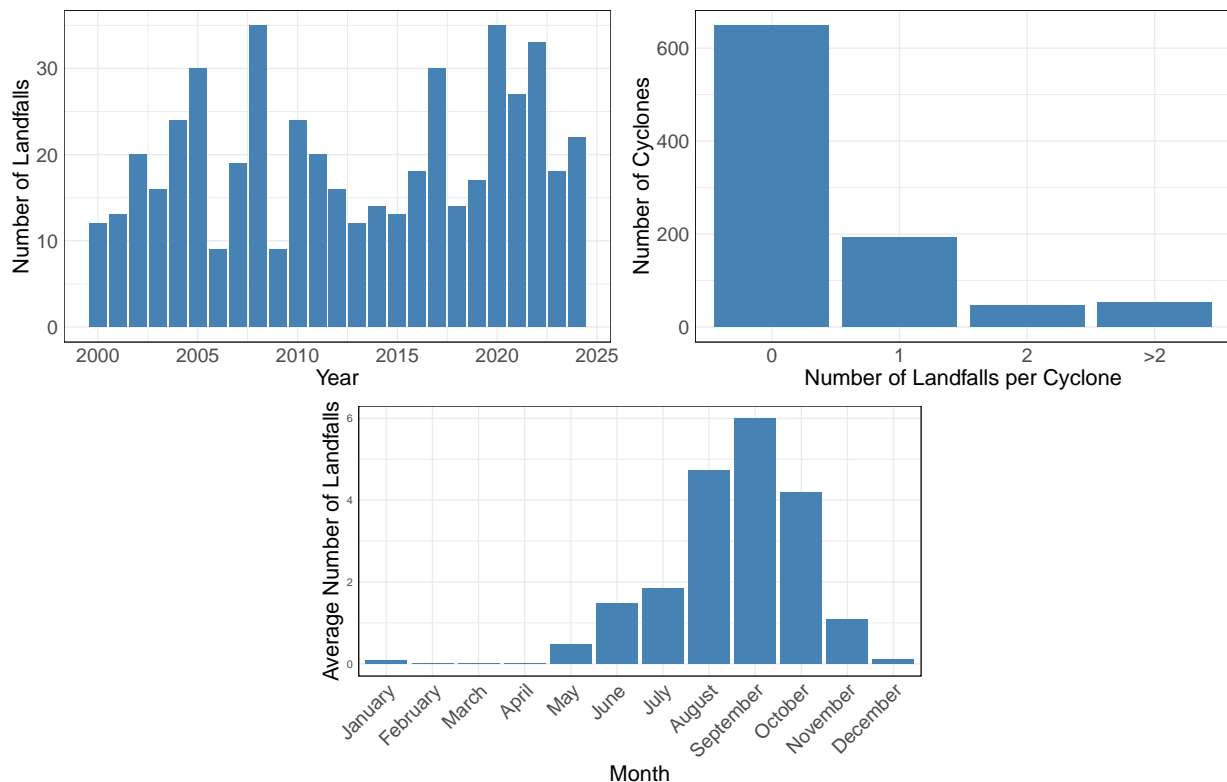 Number of Landfalls
30
20
10
0
2000 2005 2010 2015 2020 2025
Year
Number of Cyclones
600
400
200
0
0 1 2 >2
Number of Landfalls per Cyclone
Average Number of Landfalls
6
4
2
0
January February March April May June July August September October November December
Month